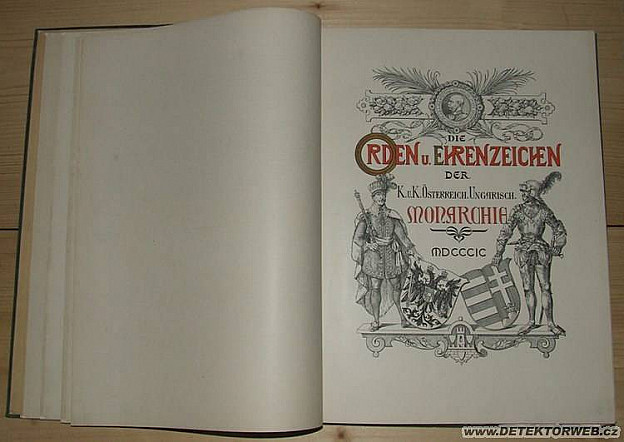 DIE
ORDEN U. EHRENZEICHEN
DER
K.U.K. ÖSTERREICH. UNGARISCH.
MONARCHIE
MDCCCIC
www.DETEKTORWEB.cz